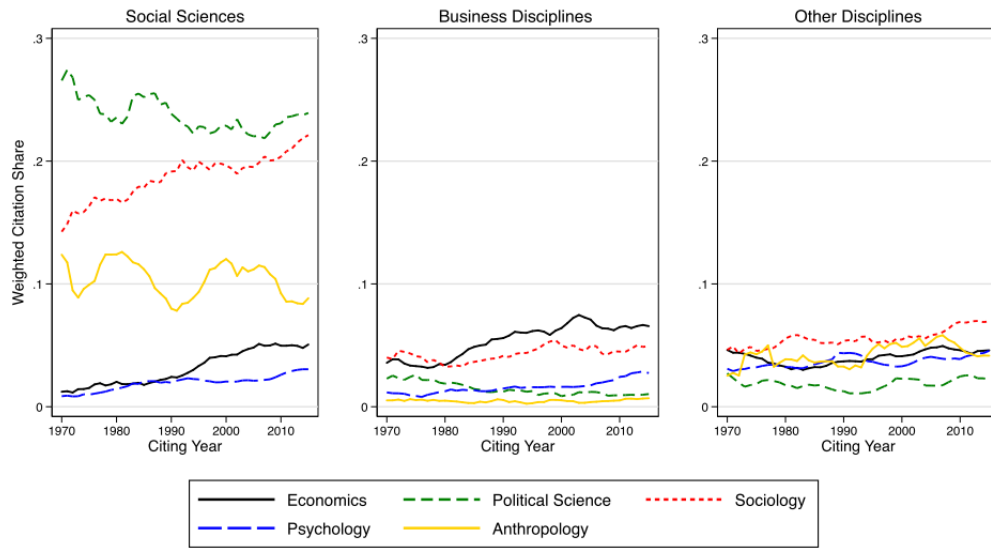 Social Sciences
Business Disciplines
Other Disciplines
Weighted Citation Share
.3
.2
.1
0
1970 1980 1990 2000 2010
Citing Year
.3
.2
.1
0
1970 1980 1990 2000 2010
Citing Year
.3
.2
.1
0
1970 1980 1990 2000 2010
Citing Year
Economics Political Science Sociology
Psychology Anthropology